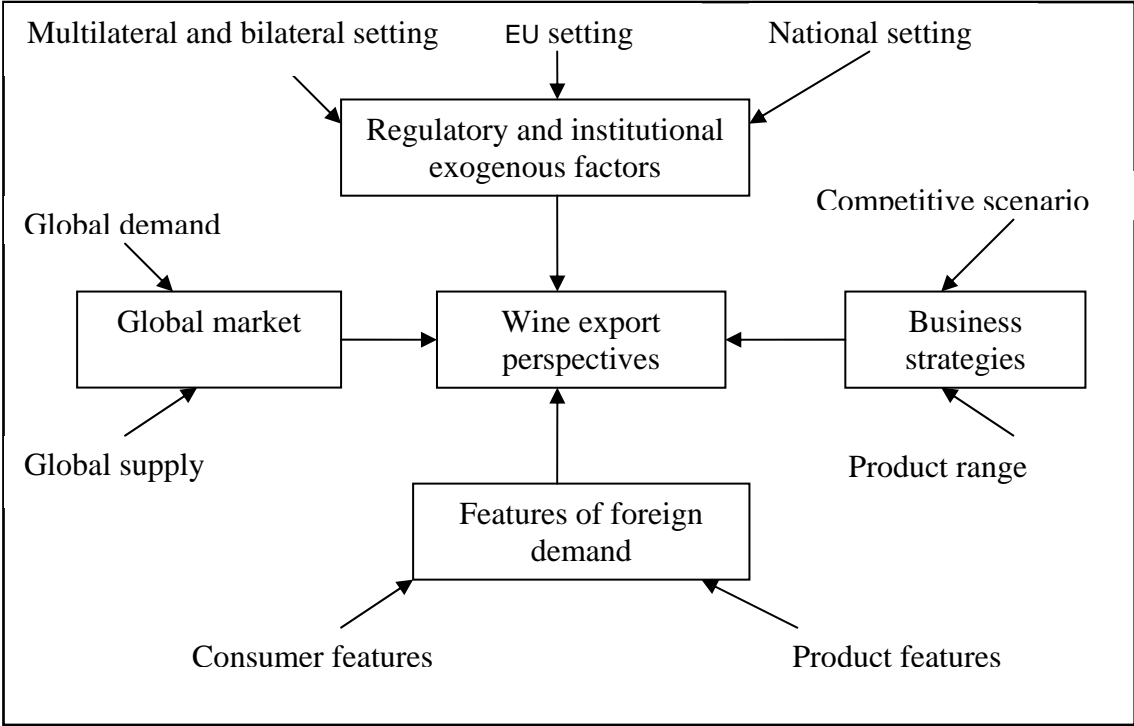 Multilateral and bilateral setting
EU setting
National setting
Regulatory and institutional
exogenous factors
Competitive scenario
Global demand
Global market
Wine export
perspectives
Business
strategies
Global supply
Product range
Features of foreign
demand
Consumer features
Product features